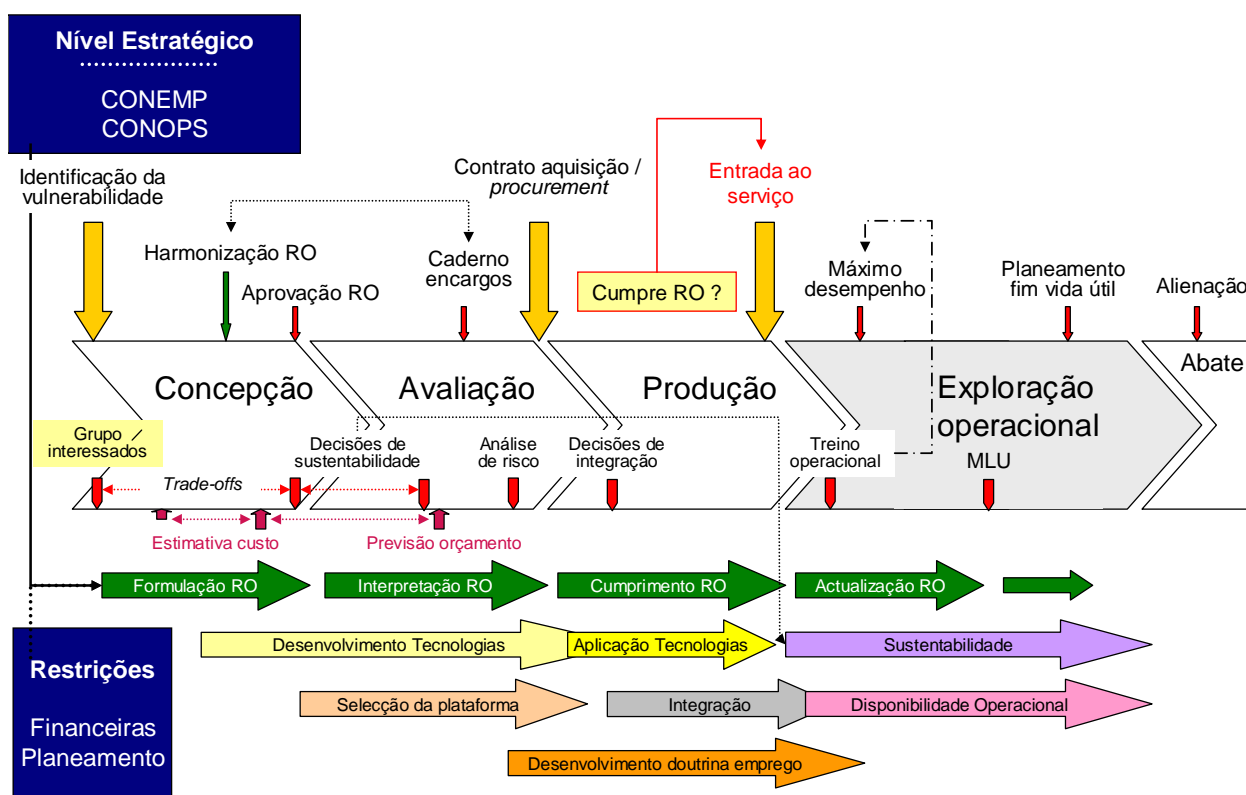 Nível Estratégico
CONEMP
CONOPS
Identificação da
vulnerabilidade
Contrato aquisição /
procurement
Entrada ao
serviço
Harmonização RO
Aprovação RO
Caderno
encargos
Cumpre RO ?
Máximo
desempenho
Planeamento
fim vida útil
Alienação
Concepção
Avaliação
Produção
Exploração
operacional
MLU
Abate
Grupo
interessados
Trade-offs
Decisões de
sustentabilidade
Análise
de risco
Decisões de
integração
Treino
operacional
Estimativa custo
Previsão orçamento
Formulação RO
Interpretação RO
Cumprimento RO
Actualização RO
Desenvolvimento Tecnologias
Aplicação Tecnologias
Sustentabilidade
Restrições
Financeiras
Planeamento
Selecção da plataforma
Integração
Disponibilidade Operacional
Desenvolvimento doutrina emprego